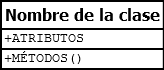 Nombre de la clase
+ATRIBUTOS
+MÉTODOS()